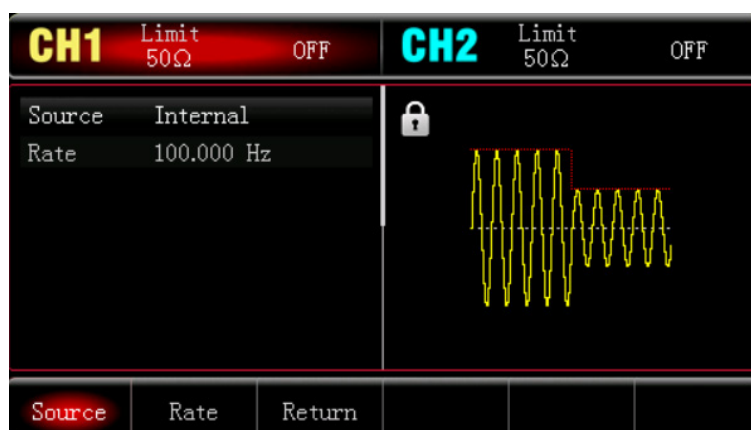 CH1 Limit 50Ω OFF CH2 Limit 50Ω OFF
Source Internal
Rate 100.000 Hz
Source Rate Return